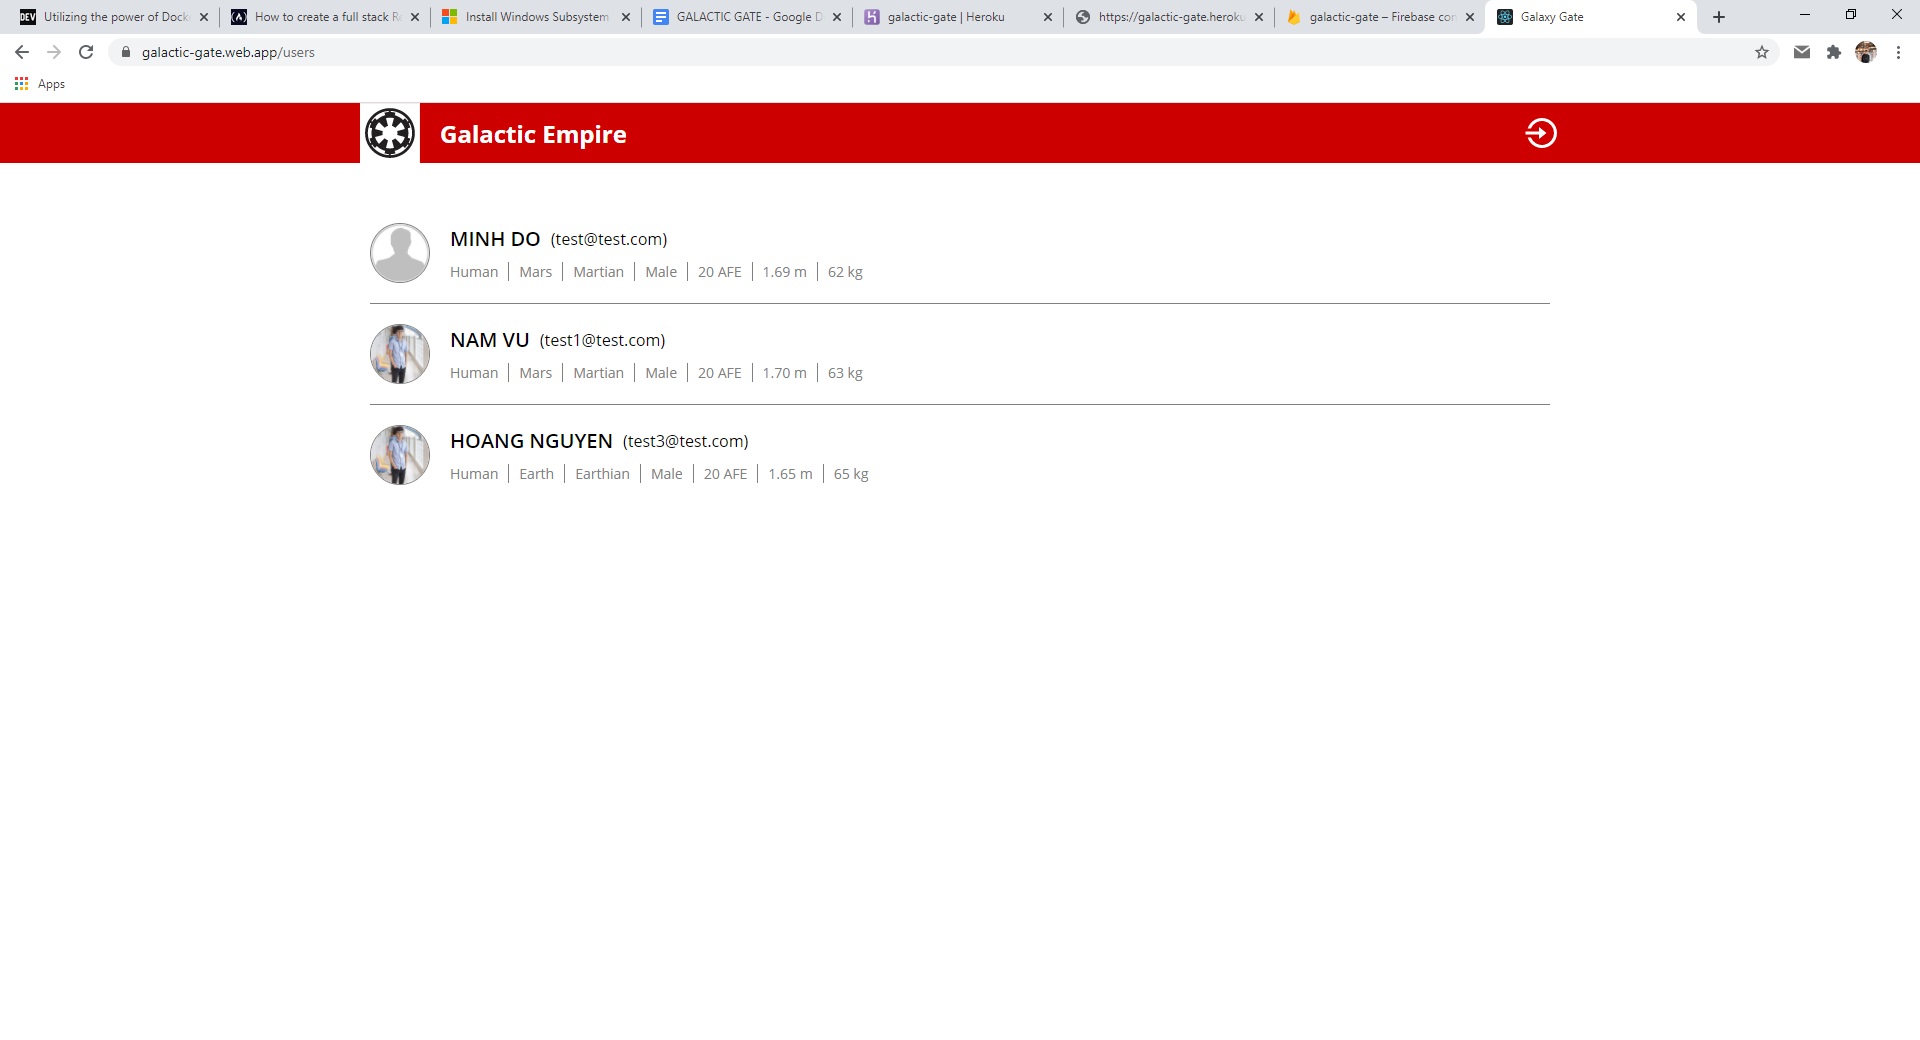 DEV Utilizing the power of Docke
(A) How to create a full stack Re
Install Windows Subsystem
GALACTIC GATE - Google D
galactic-gate | Heroku
https://galactic-gate.heroku
galactic-gate – Firebase con
Galaxy Gate
galactic-gate.web.app/users
Apps
Galactic Empire
MINH DO (test@test.com)
Human Mars Martian Male 20 AFE 1.69 m 62 kg
NAM VU (test1@test.com)
Human Mars Martian Male 20 AFE 1.70 m 63 kg
HOANG NGUYEN (test3@test.com)
Human Earth Earthian Male 20 AFE 1.65 m 65 kg